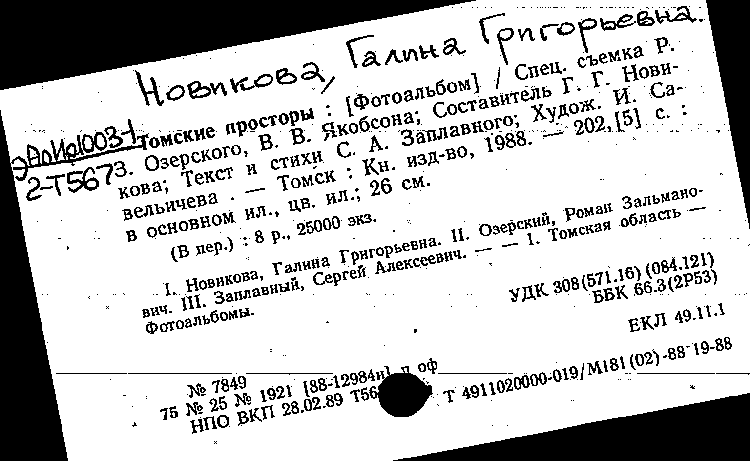 Новикова, Галина Григорьевна.
Томские просторы : [Фотоальбом] / Спец. съемка Р.
З. Озерского, В. В. Якобсона; Составитель Г. Г. Нови-
кова; Текст и стихи С. А. Заплавного; Худож. И. Са-
вельичева . — Томск : Кн. изд-во, 1988. — 202,[5] с. :
в основном ил., цв. ил.; 26 см.
(В пер.) : 8 р., 25000 экз.
I. Новикова, Галина Григорьевна. II. Озерский, Роман Зальмано-
вич. III. Заплавный, Сергей Алексеевич. — — 1. Томская область —
Фотоальбомы.
УДК 308(571.16) (084.121)
ББК 66.3(2Р53)
ЕКЛ 49.11.1
№ 7849
75 № 25 № 1921 [88-12984н] п оф
НПО ВКП 28.02.89 Т56
Т 4911020000-019/М181(02)-88 19-88
2-Т567